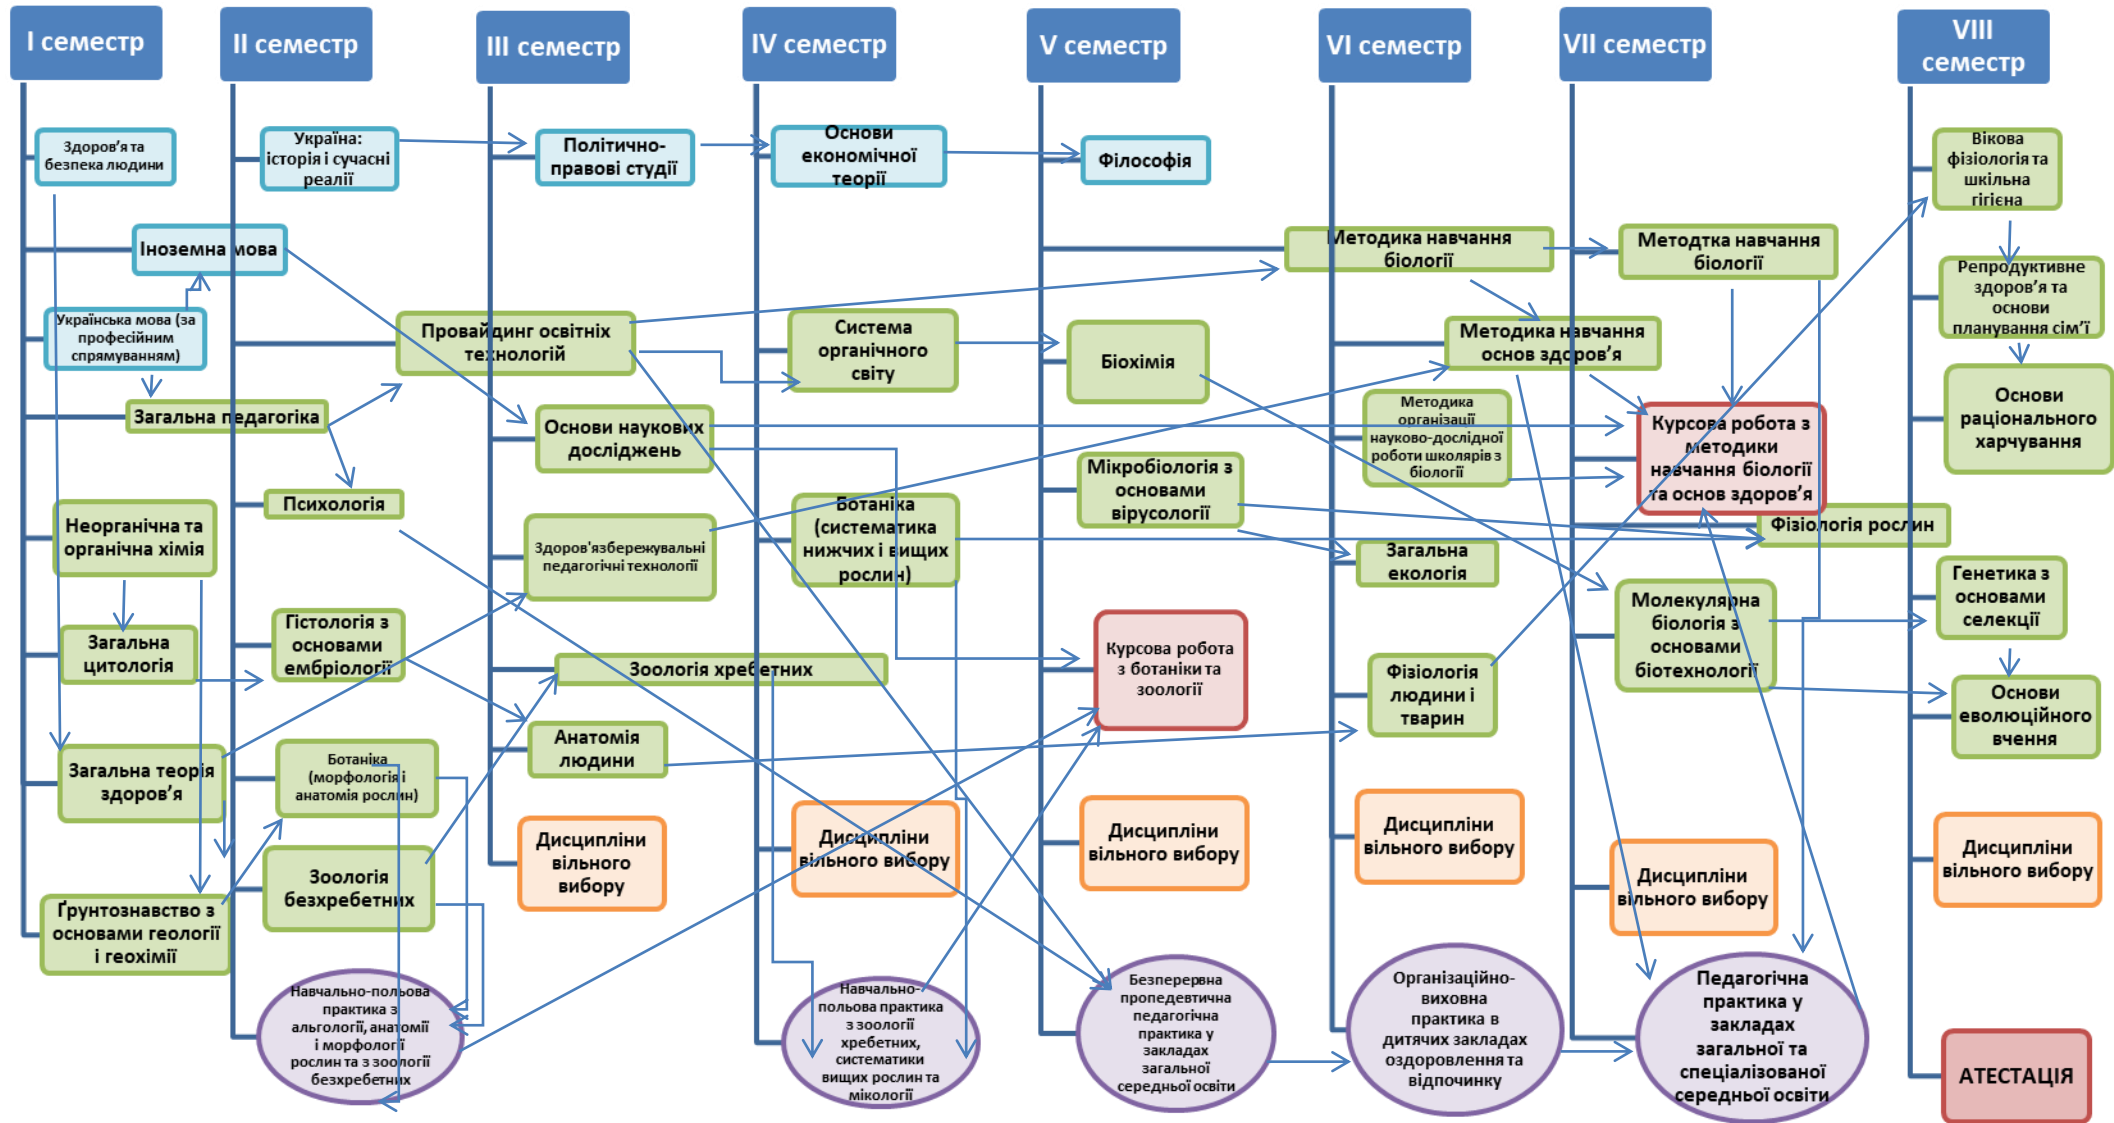 І семестр
ІІ семестр
ІІІ семестр
IV семестр
V семестр
VI семестр
VII семестр
VIII
семестр
Здоров’я та
безпека людини
Іноземна мова
Українська мова (за
професійним
спрямуванням)
Загальна педагогіка
Неорганічна та
органічна хімія
Загальна
цитологія
Загальна теорія
здоров’я
Ґрунтознавство з
основами геології
і геохімії
Україна:
історія і сучасні
реалії
Провайдинг освітніх
технологій
Психологія
Гістологія з
основами
ембріології
Ботаніка
(морфологія і
анатомія рослин)
Зоологія
безхребетних
Навчально-польова
практика з
альгології, анатомії
і морфології
рослин та з зоології
безхребетних
Політично-
правові студії
Основи наукових
досліджень
Здоров'язбережувальні
педагогічні технології
Зоологія хребетних
Анатомія
людини
Дисципліни
вільного
вибору
Основи
економічної
теорії
Система
органічного
світу
Ботаніка
(систематика
нижчих і вищих
рослин)
Дисципліни
вільного вибору
Навчально-
польова практика
з зоології
хребетних,
систематики
вищих рослин та
мікології
Філософія
Методика навчання
біології
Біохімія
Мікробіологія з
основами
вірусології
Курсова робота
з ботаніки та
зоології
Дисципліни
вільного вибору
Безперервна
пропедевтична
педагогічна
практика у
закладах
загальної
середньої освіти
Методика навчання
основ здоров’я
Методика
організації
науково-дослідної
роботи школярів з
біології
Загальна
екологія
Фізіологія
людини і
тварин
Дисципліни
вільного вибору
Організаційно-
виховна
практика в
дитячих закладах
оздоровлення та
відпочинку
Методтка навчання
біології
Курсова робота з
методики
навчання біології
та основ здоров’я
Фізіологія рослин
Молекулярна
біологія з
основами
біотехнології
Дисципліни
вільного вибору
Педагогічна
практика у
закладах
загальної та
спеціалізованої
середньої освіти
Вікова
фізіологія та
шкільна
гігієна
Репродуктивне
здоров’я та
основи
планування сім’ї
Основи
раціонального
харчування
Генетика з
основами
селекції
Основи
еволюційного
вчення
Дисципліни
вільного вибору
АТЕСТАЦІЯ